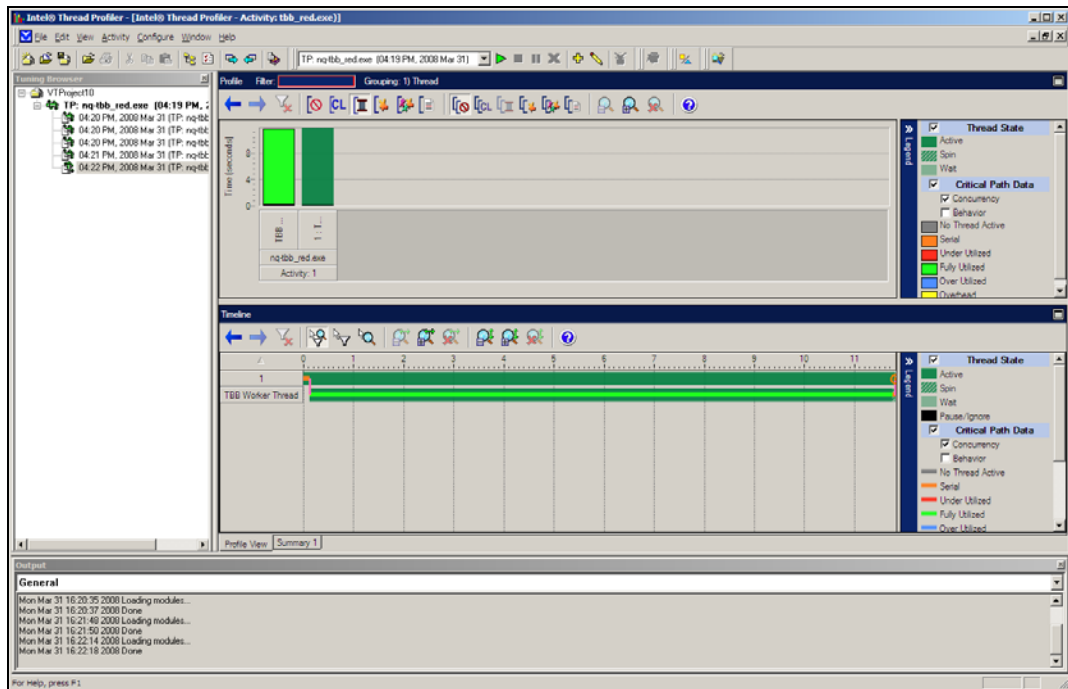 Intel® Thread Profiler - [Intel® Thread Profiler - Activity: tbb_red.exe)]
File Edit View Activity Configure Window Help
TP: nq-tbb_red.exe (04:19 PM, 2008 Mar 31)
Tuning Browser
VTProject10
TP: nq-tbb_red.exe (04:19 PM, 2
04:20 PM, 2008 Mar 31 (TP: nq-tbb
04:20 PM, 2008 Mar 31 (TP: nq-tbb
04:20 PM, 2008 Mar 31 (TP: nq-tbb
04:21 PM, 2008 Mar 31 (TP: nq-tbb
04:22 PM, 2008 Mar 31 (TP: nq-tbb
Profile Filter: Grouping: 1) Thread
CL
Time (seconds)
8
4
0
TBB ...
1 : T...
nq-tbb_red.exe
Activity: 1
Legend
Thread State
Active
Spin
Wait
Critical Path Data
Concurrency
Behavior
No Thread Active
Serial
Under Utilized
Fully Utilized
Over Utilized
Overhead
Timeline
0 1 2 3 4 5 6 7 8 9 10 11
1
TBB Worker Thread
Legend
Thread State
Active
Spin
Wait
Pause/Ignore
Critical Path Data
Concurrency
Behavior
No Thread Active
Serial
Under Utilized
Fully Utilized
Over Utilized
Profile View Summary 1
Output
General
Mon Mar 31 16:20:35 2008 Loading modules...
Mon Mar 31 16:20:37 2008 Done
Mon Mar 31 16:21:48 2008 Loading modules...
Mon Mar 31 16:21:50 2008 Done
Mon Mar 31 16:22:14 2008 Loading modules...
Mon Mar 31 16:22:18 2008 Done
For Help, press F1